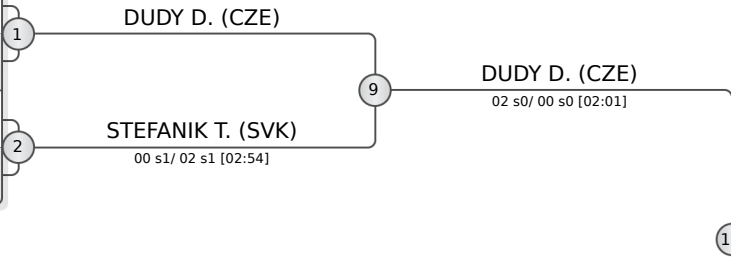 DUDY D. (CZE)
1
9
DUDY D. (CZE)
02 s0/ 00 s0 [02:01]
STEFANIK T. (SVK)
2
00 s1/ 02 s1 [02:54]